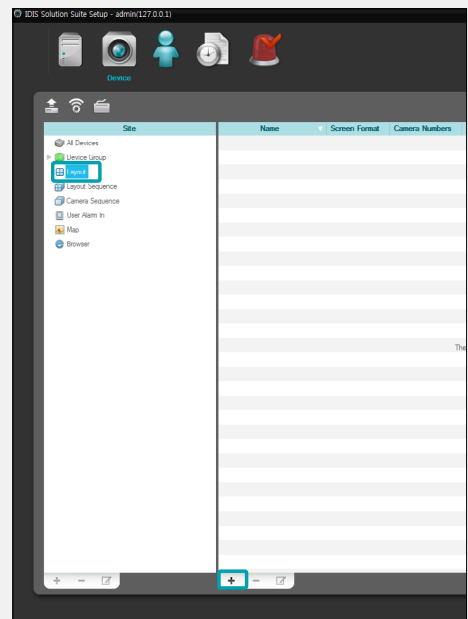 IDIS Solution Suite Setup - admin(127.0.0.1)
Device
Site
Name Screen Format Camera Numbers
All Devices
Device Group
Layout
Layout Sequence
Camera Sequence
User Alarm In
Map
Browser
The